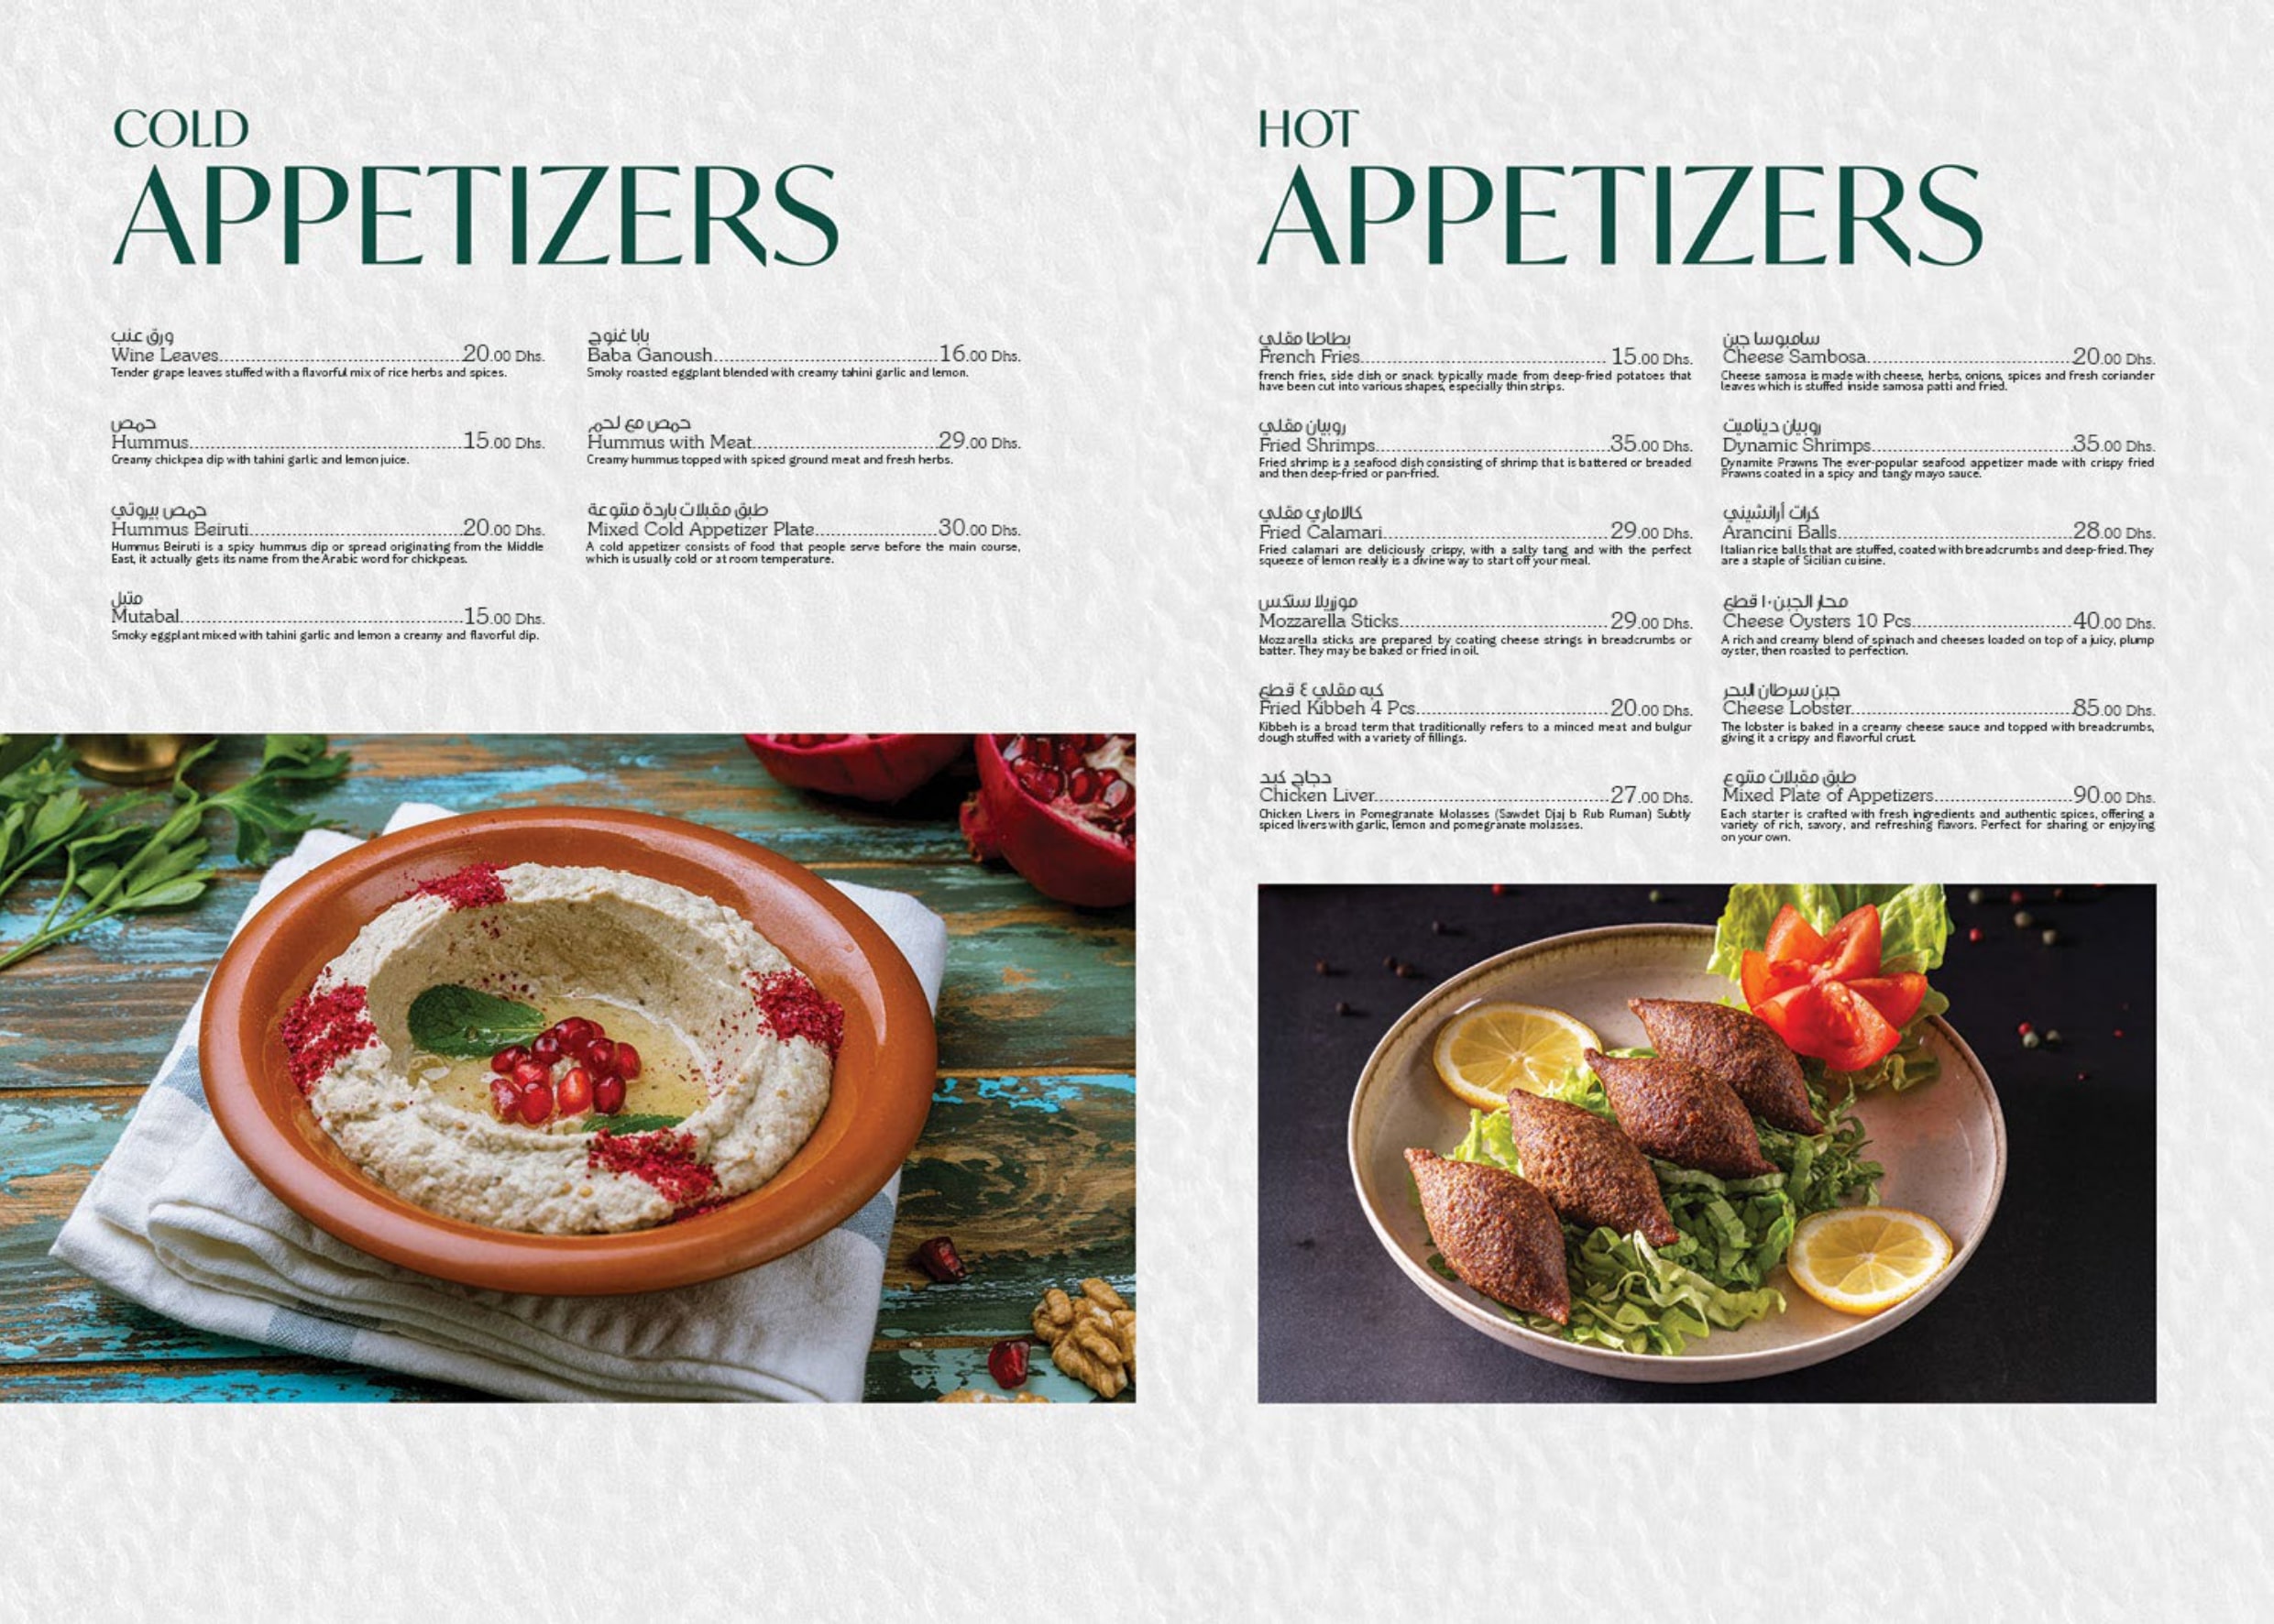 COLD
APPETIZERS
ورق عنب
Wine Leaves........................................20.00 Dhs.
Tender grape leaves stuffed with a flavorful mix of rice herbs and spices.
حمص
Hummus........................................15.00 Dhs.
Creamy chickpea dip with tahini garlic and lemon juice.
حمص بيروتي
Hummus Beiruti........................................20.00 Dhs.
Hummus Beiruti is a spicy hummus dip or spread originating from the Middle
East, it actually gets its name from the Arabic word for chickpeas.
متبل
Mutabal........................................15.00 Dhs.
Smoky eggplant mixed with tahini garlic and lemon a creamy and flavorful dip.
بابا غنوج
Baba Ganoush........................................16.00 Dhs.
Smoky roasted eggplant blended with creamy tahini garlic and lemon.
حمص مع لحم
Hummus with Meat........................................29.00 Dhs.
Creamy hummus topped with spiced ground meat and fresh herbs.
طبق مقبلات باردة متنوعة
Mixed Cold Appetizer Plate........................................30.00 Dhs.
A cold appetizer consists of food that people serve before the main course,
which is usually cold or at room temperature.
HOT
APPETIZERS
بطاطا مقلي
French Fries........................................15.00 Dhs.
french fries, side dish or snack typically made from deep-fried potatoes that
have been cut into various shapes, especially thin strips.
روبيان مقلي
Fried Shrimps........................................35.00 Dhs.
Fried shrimp is a seafood dish consisting of shrimp that is battered or breaded
and then deep-fried or pan-fried.
كالاماري مقلي
Fried Calamari........................................29.00 Dhs.
Fried calamari are deliciously crispy, with a salty tang and with the perfect
squeeze of lemon really is a divine way to start off your meal.
موزريلا ستكس
Mozzarella Sticks........................................29.00 Dhs.
Mozzarella sticks are prepared by coating cheese strings in breadcrumbs or
batter. They may be baked or fried in oil.
كبه مقلي ٤ قطع
Fried Kibbeh 4 Pcs........................................20.00 Dhs.
Kibbeh is a broad term that traditionally refers to a minced meat and bulgur
dough stuffed with a variety of fillings.
دجاج كبد
Chicken Liver........................................27.00 Dhs.
Chicken Livers in Pomegranate Molasses (Sawdet Djaj b Rub Ruman) Subtly
spiced livers with garlic, lemon and pomegranate molasses.
سامبوسا جبن
Cheese Sambosa........................................20.00 Dhs.
Cheese samosa is made with cheese, herbs, onions, spices and fresh coriander
leaves which is stuffed inside samosa patti and fried.
روبيان ديناميت
Dynamic Shrimps........................................35.00 Dhs.
Dynamite Prawns The ever-popular seafood appetizer made with crispy fried
Prawns coated in a spicy and tangy mayo sauce.
كرات أرانشيني
Arancini Balls........................................28.00 Dhs.
Italian rice balls that are stuffed, coated with breadcrumbs and deep-fried. They
are a staple of Sicilian cuisine.
محار الجبن ١٠ قطع
Cheese Oysters 10 Pcs........................................40.00 Dhs.
A rich and creamy blend of spinach and cheeses loaded on top of a juicy, plump
oyster, then roasted to perfection.
جبن سرطان البحر
Cheese Lobster........................................85.00 Dhs.
The lobster is baked in a creamy cheese sauce and topped with breadcrumbs,
giving it a crispy and flavorful crust.
طبق مقبلات متنوع
Mixed Plate of Appetizers........................................90.00 Dhs.
Each starter is crafted with fresh ingredients and authentic spices, offering a
variety of rich, savory, and refreshing flavors. Perfect for sharing or enjoying
on your own.